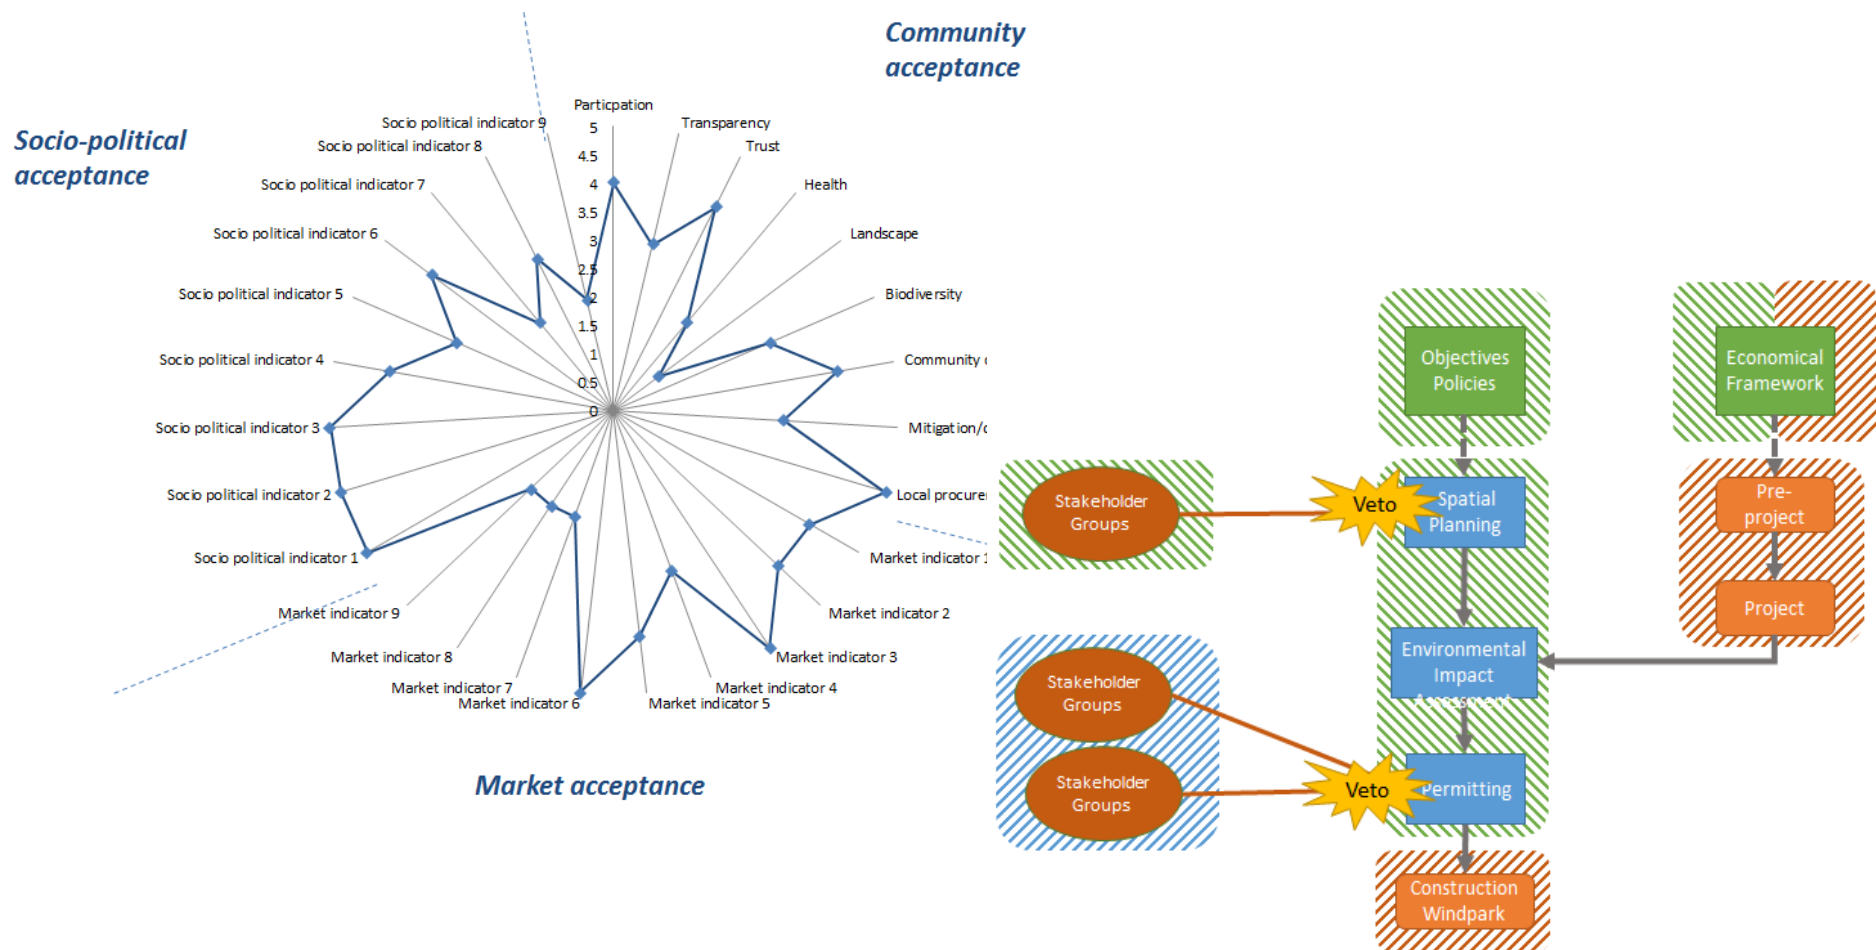 Community
acceptance
Socio-political
acceptance
Particpation
Transparency
Trust
Health
Landscape
Biodiversity
Community
Mitigation/
Local procure
Market indicator 1
Market indicator 2
Market indicator 3
Market indicator 4
Market indicator 5
Market indicator 6
Market indicator 7
Market indicator 8
Market indicator 9
Socio political indicator 1
Socio political indicator 2
Socio political indicator 3
Socio political indicator 4
Socio political indicator 5
Socio political indicator 6
Socio political indicator 7
Socio political indicator 8
Socio political indicator 9
5
4.5
4
3.5
3
2.5
2
1.5
1
0.5
0
Market acceptance
Objectives
Policies
Economical
Framework
Stakeholder
Groups
Veto
Spatial
Planning
Pre-
project
Project
Environmental
Impact
Assessment
Stakeholder
Groups
Stakeholder
Groups
Veto
Permitting
Construction
Windpark